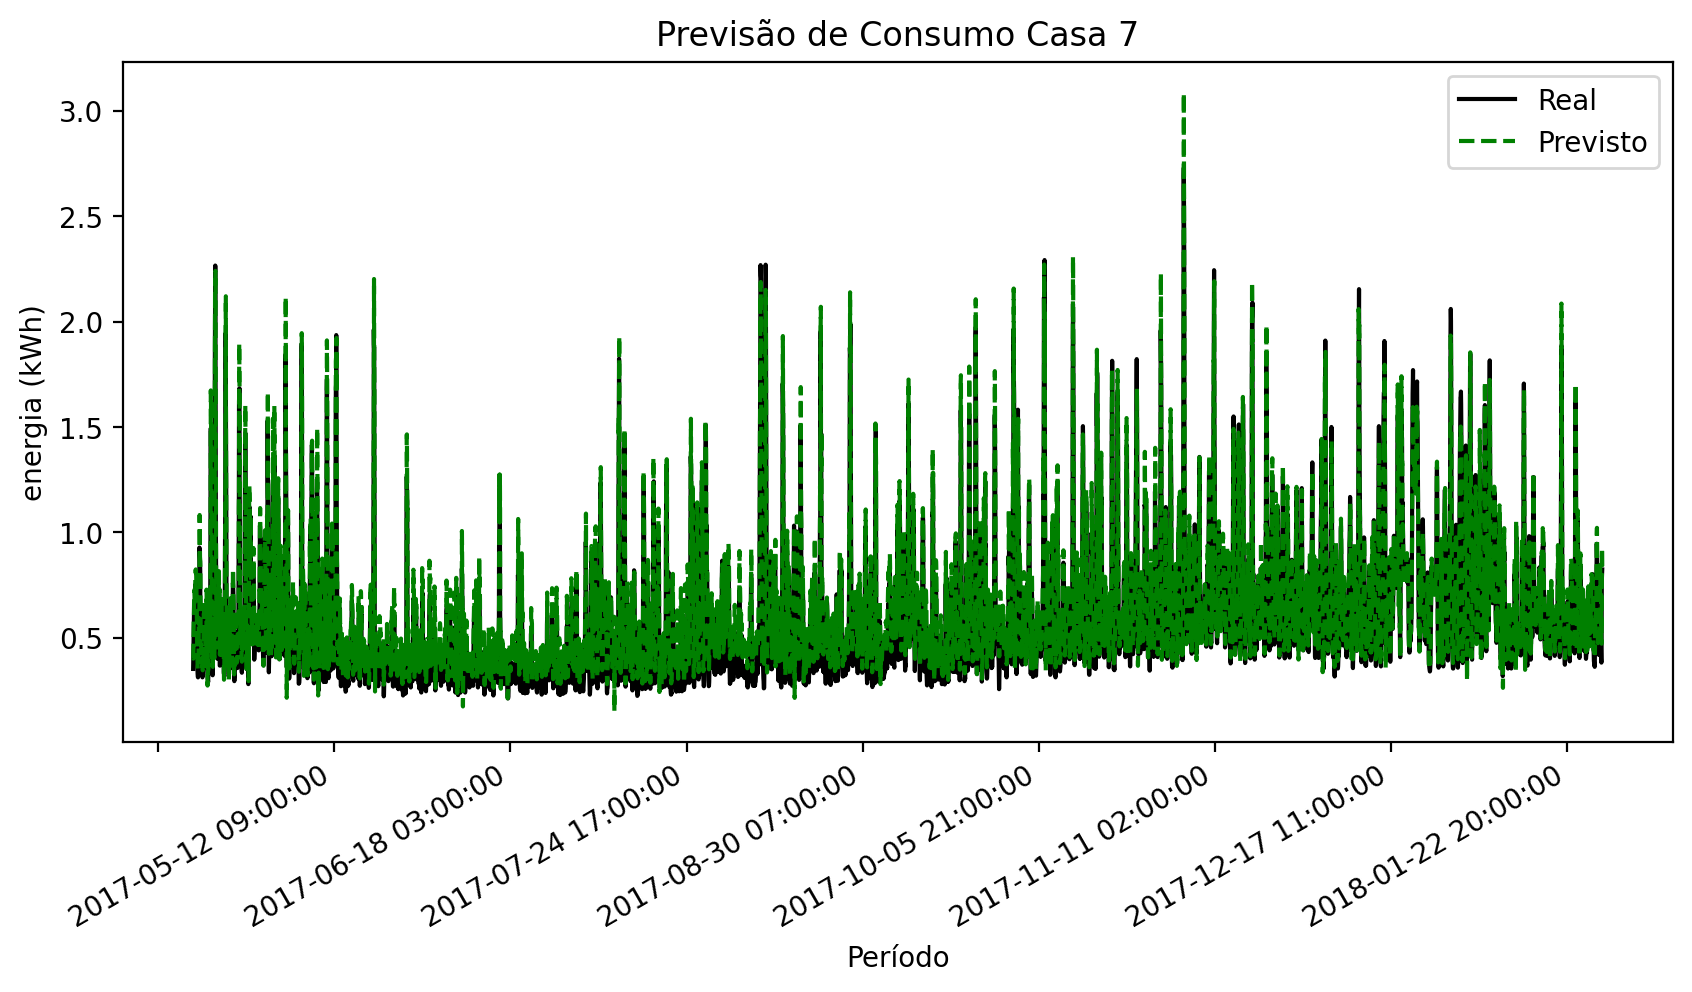 Previsão de Consumo Casa 7
Real
Previsto
energia (kWh)
3.0
2.5
2.0
1.5
1.0
0.5
2017-05-12 09:00:00
2017-06-18 03:00:00
2017-07-24 17:00:00
2017-08-30 07:00:00
2017-10-05 21:00:00
2017-11-11 02:00:00
2017-12-17 11:00:00
2018-01-22 20:00:00
Período